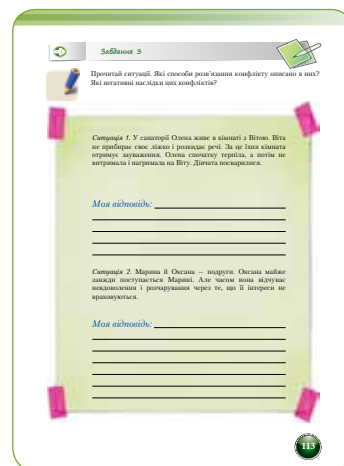 Завдання 3
Прочитай ситуації. Які способи розв'язання конфлікту описано в них?
Які негативні наслідки цих конфліктів?
Ситуація 1. У санаторії Олена живе в кімнаті з Вітою. Віта
не прибирає своє ліжко і розкидає речі. За це їхня кімната
отримує зауваження. Олена спочатку терпіла, а потім не
витримала і нагримала на Віту. Дівчата посварилися.
Моя відповідь:
Ситуація 2. Марина й Оксана — подруги. Оксана майже
завжди поступається Марині. Але часом вона відчуває
невдоволення і розчарування через те, що її інтереси не
враховуються.
Моя відповідь:
113